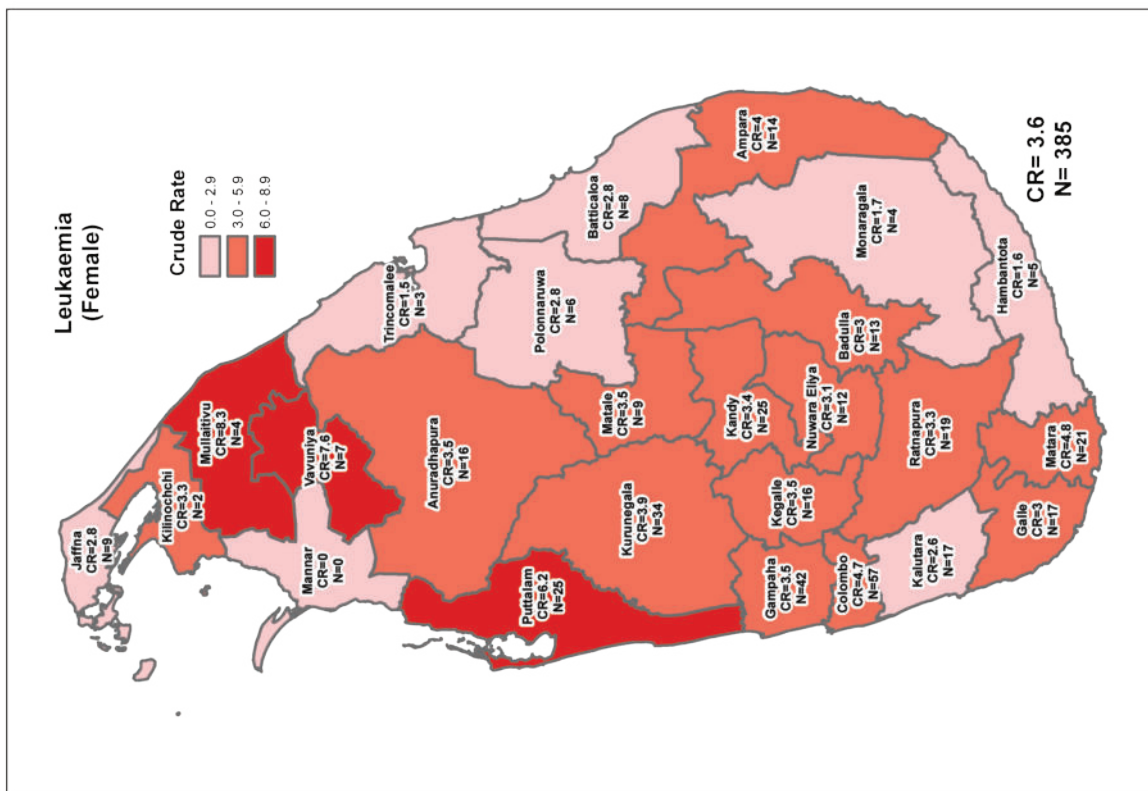 Leukaemia
(Female)
Crude Rate
0.0 - 2.9
3.0 - 5.9
6.0 - 8.9
Jaffna
CR=2.8
N=9
Kilinochchi
CR=3.3
N=2
Mullaitivu
CR=8.3
N=4
Mannar
CR=0
N=0
Vavuniya
CR=7.6
N=7
Trincomalee
CR=1.5
N=3
Anuradhapura
CR=3.5
N=16
Puttalam
CR=6.2
N=25
Polonnaruwa
CR=2.8
N=6
Batticaloa
CR=2.8
N=8
Kurunegala
CR=3.9
N=34
Matale
CR=3.5
N=9
Ampara
CR=4
N=14
Kandy
CR=3.4
N=25
Gampaha
CR=3.5
N=42
Kegalle
CR=3.5
N=16
Nuwara Eliya
CR=3.1
N=12
Badulla
CR=3
N=13
Monaragala
CR=1.7
N=4
Colombo
CR=4.7
N=57
Ratnapura
CR=3.3
N=19
Kalutara
CR=2.6
N=17
Hambantota
CR=1.6
N=5
Galle
CR=3
N=17
Matara
CR=4.8
N=21
CR= 3.6
N= 385